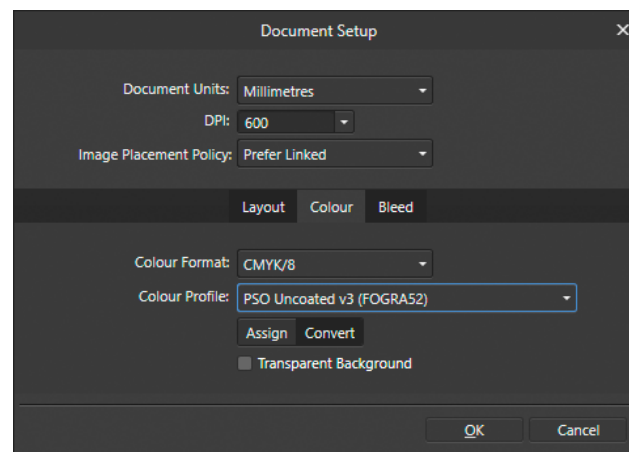 Document Setup
Document Units: Millimetres
DPI: 600
Image Placement Policy: Prefer Linked
Layout Colour Bleed
Colour Format: CMYK/8
Colour Profile: PSO Uncoated v3 (FOGRA52)
Assign Convert
Transparent Background
OK Cancel